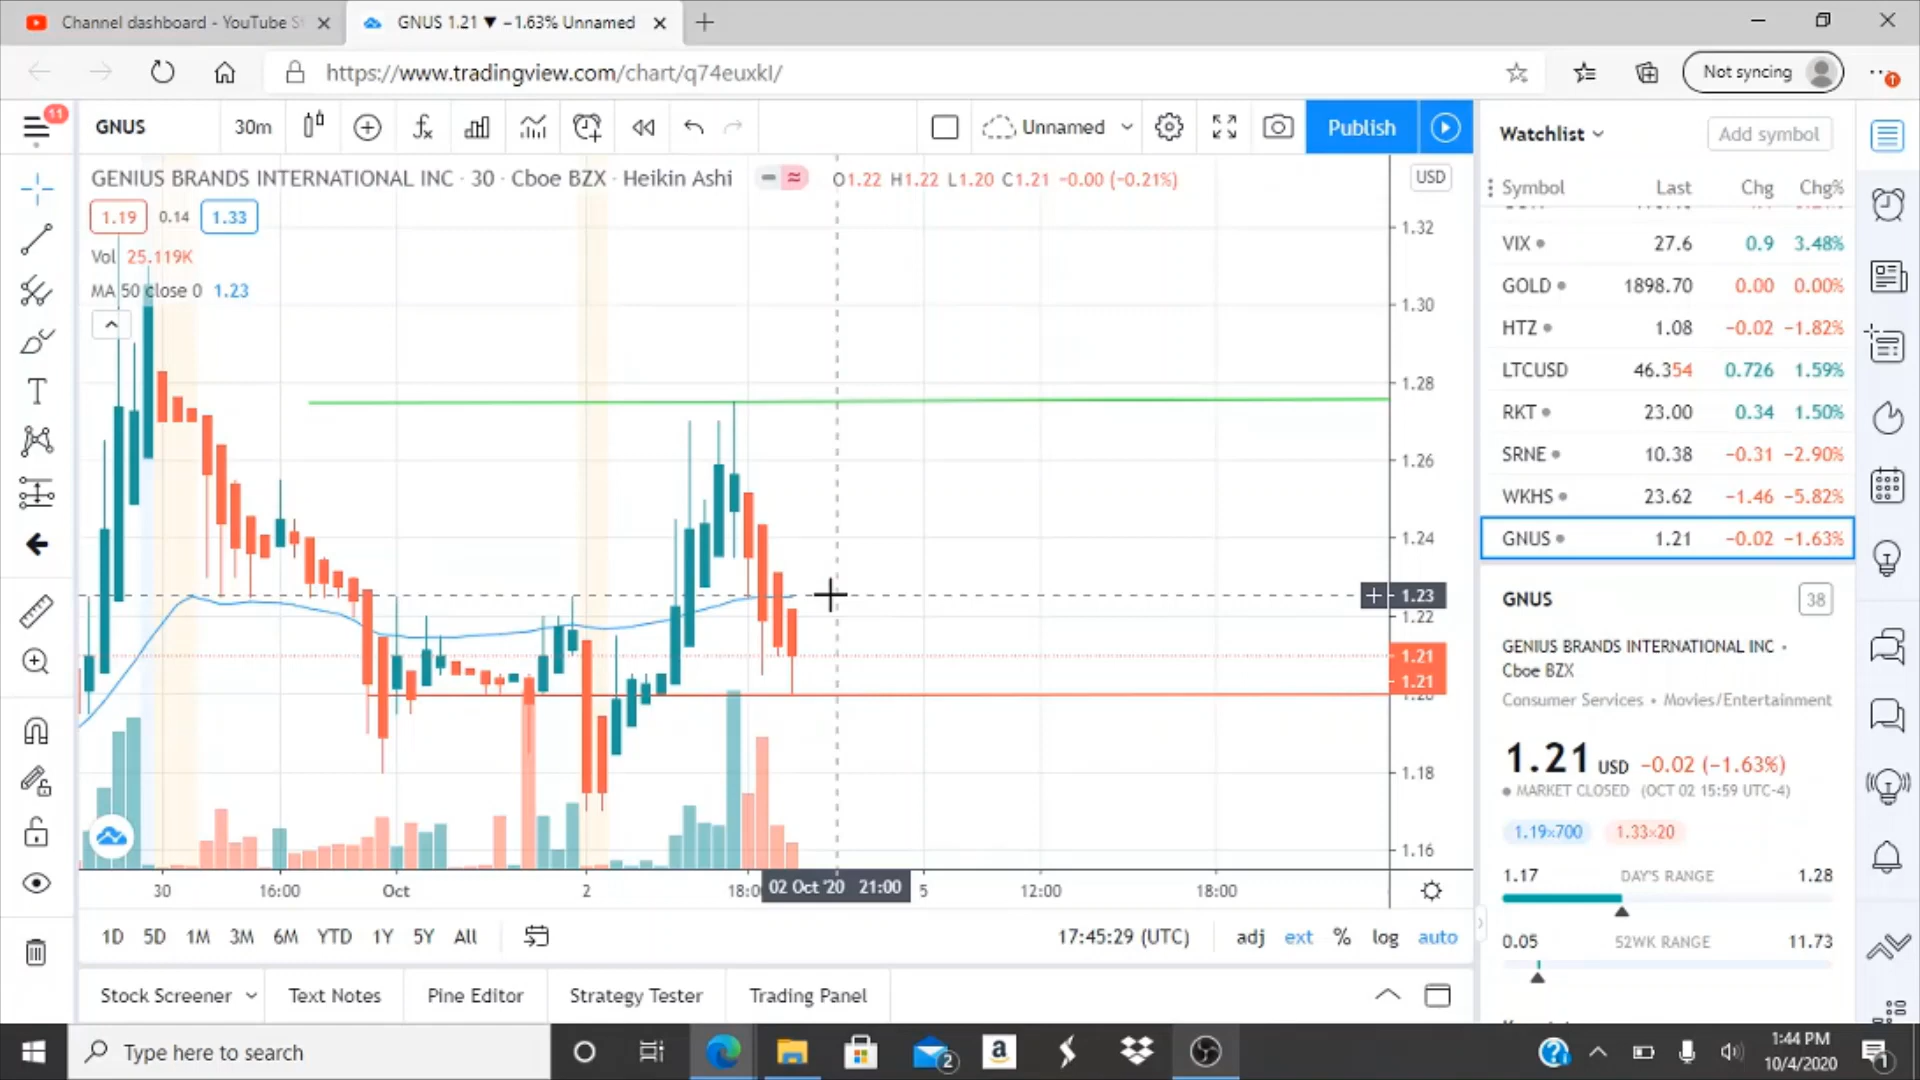 Channel dashboard - YouTube S
GNUS 1.21 ▼ −1.63% Unnamed
https://www.tradingview.com/chart/q74euxkI/
Not syncing
11
GNUS
30m
Unnamed
Publish
GENIUS BRANDS INTERNATIONAL INC · 30 · Cboe BZX · Heikin Ashi
O1.22 H1.22 L1.20 C1.21 −0.00 (−0.21%)
USD
1.19 0.14 1.33
Vol 25.119K
MA 50 close 0 1.23
1.32
1.30
1.28
1.26
1.24
1.23
1.22
1.21
1.21
1.20
1.18
1.16
30
16:00
Oct
2
18:0
02 Oct '20 21:00
5
12:00
18:00
1D 5D 1M 3M 6M YTD 1Y 5Y All
17:45:29 (UTC)
adj ext % log auto
Stock Screener
Text Notes
Pine Editor
Strategy Tester
Trading Panel
Watchlist
Add symbol
Symbol Last Chg Chg%
VIX 27.6 0.9 3.48%
GOLD 1898.70 0.00 0.00%
HTZ 1.08 −0.02 −1.82%
LTCUSD 46.354 0.726 1.59%
RKT 23.00 0.34 1.50%
SRNE 10.38 −0.31 −2.90%
WKHS 23.62 −1.46 −5.82%
GNUS 1.21 −0.02 −1.63%
GNUS
38
GENIUS BRANDS INTERNATIONAL INC •
Cboe BZX
Consumer Services • Movies/Entertainment
1.21 USD −0.02 (−1.63%)
MARKET CLOSED (OCT 02 15:59 UTC-4)
1.19×700 1.33×20
1.17 DAY'S RANGE 1.28
0.05 52WK RANGE 11.73
Type here to search
2
a
1:44 PM
10/4/2020
1